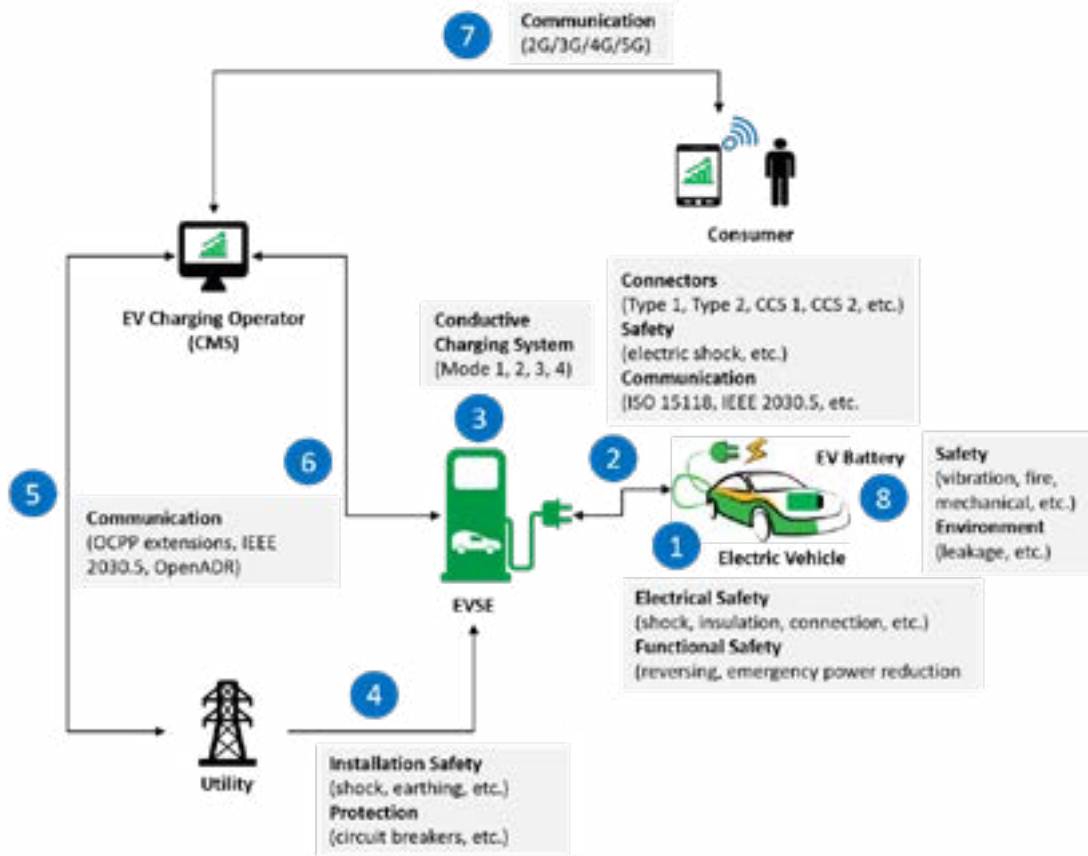 7
Communication
(2G/3G/4G/5G)
Consumer
EV Charging Operator
(CMS)
Connectors
(Type 1, Type 2, CCS 1, CCS 2, etc.)
Safety
(electric shock, etc.)
Communication
(ISO 15118, IEEE 2030.5, etc.
Conductive
Charging System
(Mode 1, 2, 3, 4)
3
6
2
5
EV Battery
8
Safety
(vibration, fire,
mechanical, etc.)
Environment
(leakage, etc.)
Communication
(OCPP extensions, IEEE
2030.5, OpenADR)
1
Electric Vehicle
EVSE
Electrical Safety
(shock, insulation, connection, etc.)
Functional Safety
(reversing, emergency power reduction
4
Utility
Installation Safety
(shock, earthing, etc.)
Protection
(circuit breakers, etc.)